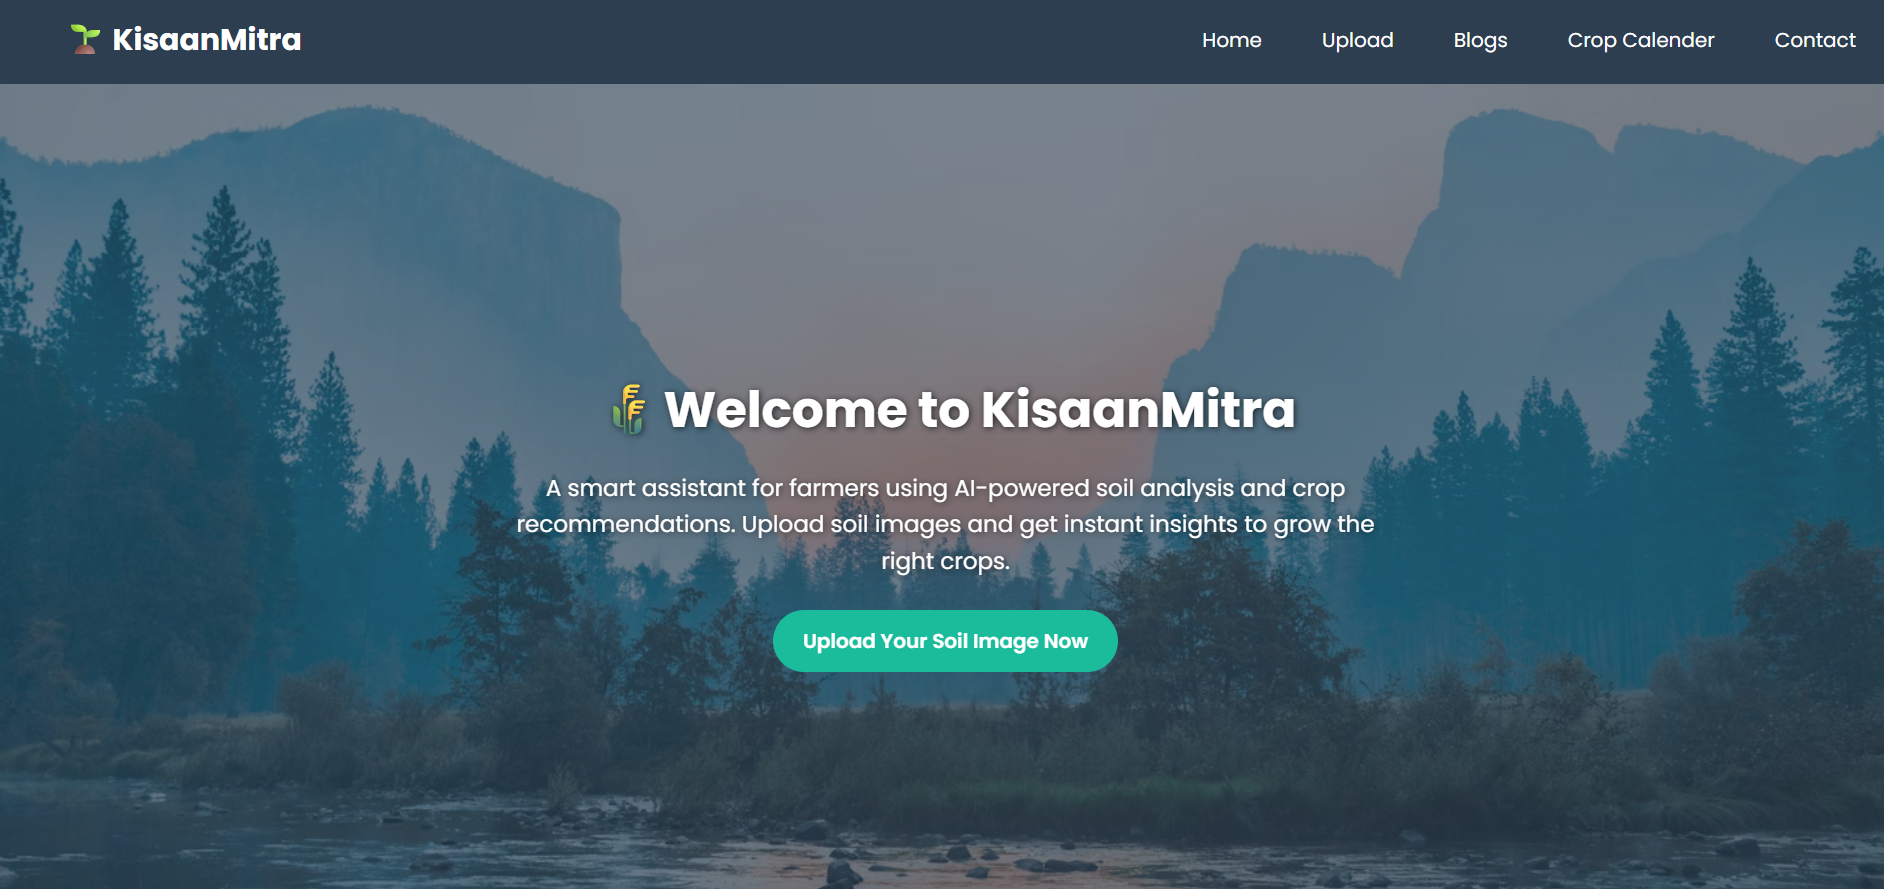 KisaanMitra
Home Upload Blogs Crop Calender Contact
Welcome to KisaanMitra
A smart assistant for farmers using AI-powered soil analysis and crop
recommendations. Upload soil images and get instant insights to grow the
right crops.
Upload Your Soil Image Now